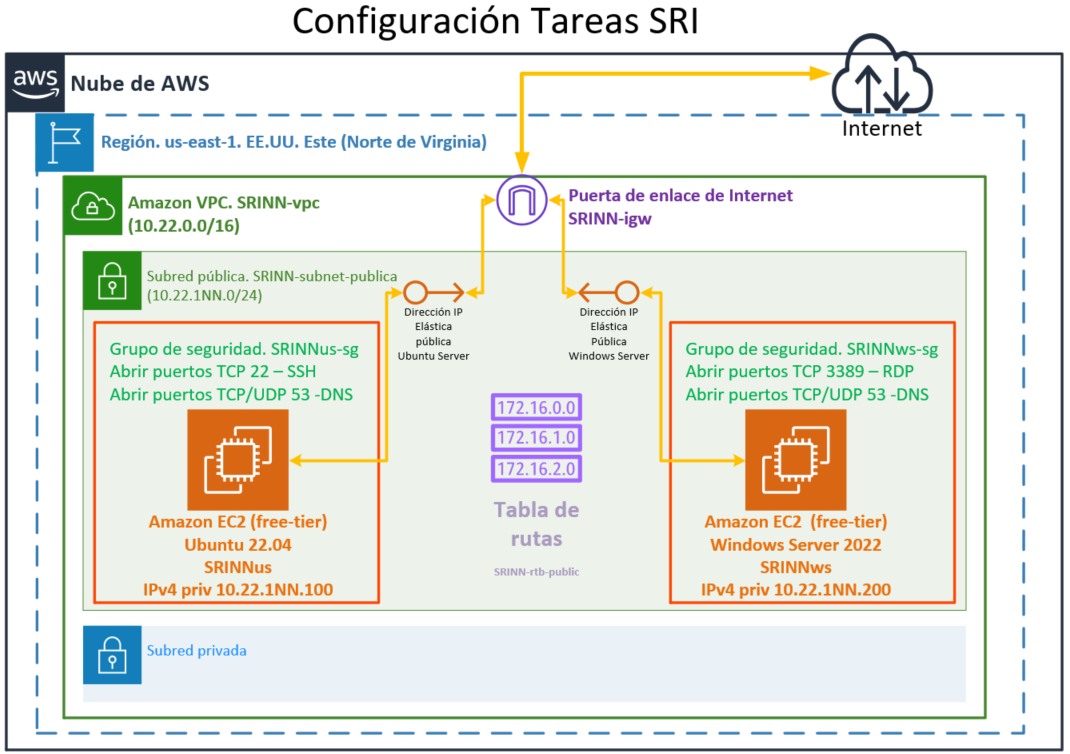 Configuración Tareas SRI
aws
Nube de AWS
Internet
Región. us-east-1. EE.UU. Este (Norte de Virginia)
Amazon VPC. SRINN-vpc
(10.22.0.0/16)
Puerta de enlace de Internet
SRINN-igw
Subred pública. SRINN-subnet-publica
(10.22.1NN.0/24)
Dirección IP
Elástica
pública
Ubuntu Server
Dirección IP
Elástica
Pública
Windows Server
Grupo de seguridad. SRINNus-sg
Abrir puertos TCP 22 – SSH
Abrir puertos TCP/UDP 53 -DNS
Amazon EC2 (free-tier)
Ubuntu 22.04
SRINNus
IPv4 priv 10.22.1NN.100
172.16.0.0
172.16.1.0
172.16.2.0
Tabla de
rutas
SRINN-rtb-public
Grupo de seguridad. SRINNws-sg
Abrir puertos TCP 3389 – RDP
Abrir puertos TCP/UDP 53 -DNS
Amazon EC2 (free-tier)
Windows Server 2022
SRINNws
IPv4 priv 10.22.1NN.200
Subred privada